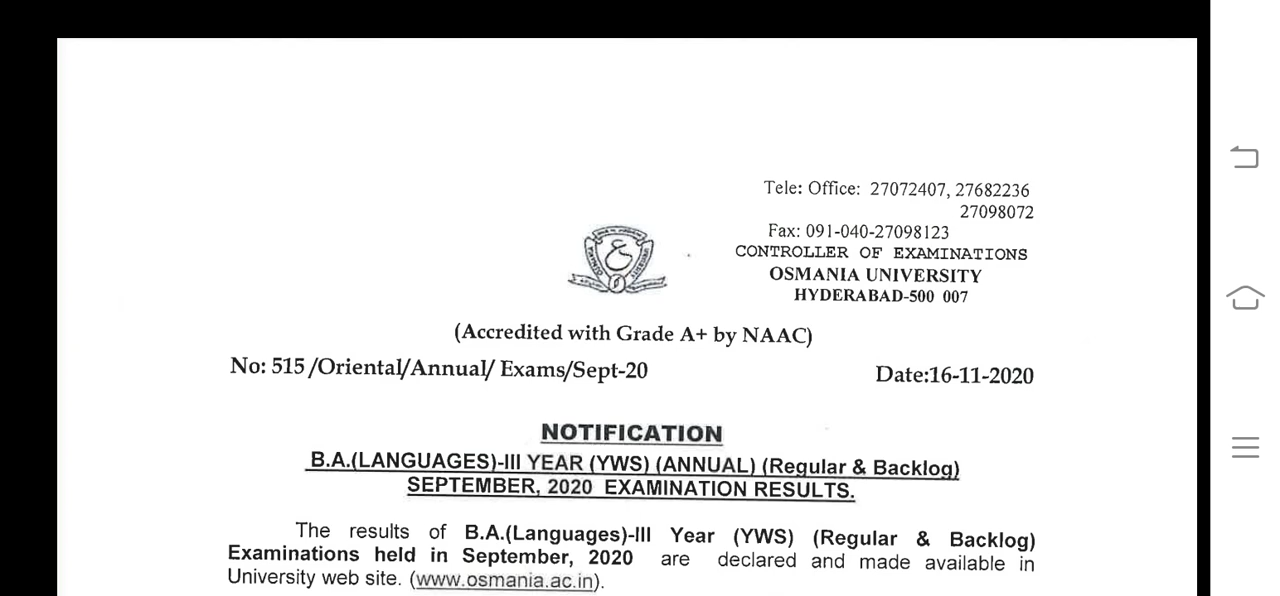 Tele: Office: 27072407, 27682236
27098072
Fax: 091-040-27098123
CONTROLLER OF EXAMINATIONS
OSMANIA UNIVERSITY
HYDERABAD-500 007
(Accredited with Grade A+ by NAAC)
No: 515/Oriental/Annual/ Exams/Sept-20
Date:16-11-2020
NOTIFICATION
B.A.(LANGUAGES)-III YEAR (YWS) (ANNUAL) (Regular & Backlog)
SEPTEMBER, 2020 EXAMINATION RESULTS.
The results of B.A.(Languages)-III Year (YWS) (Regular & Backlog)
Examinations held in September, 2020 are declared and made available in
University web site. (www.osmania.ac.in).